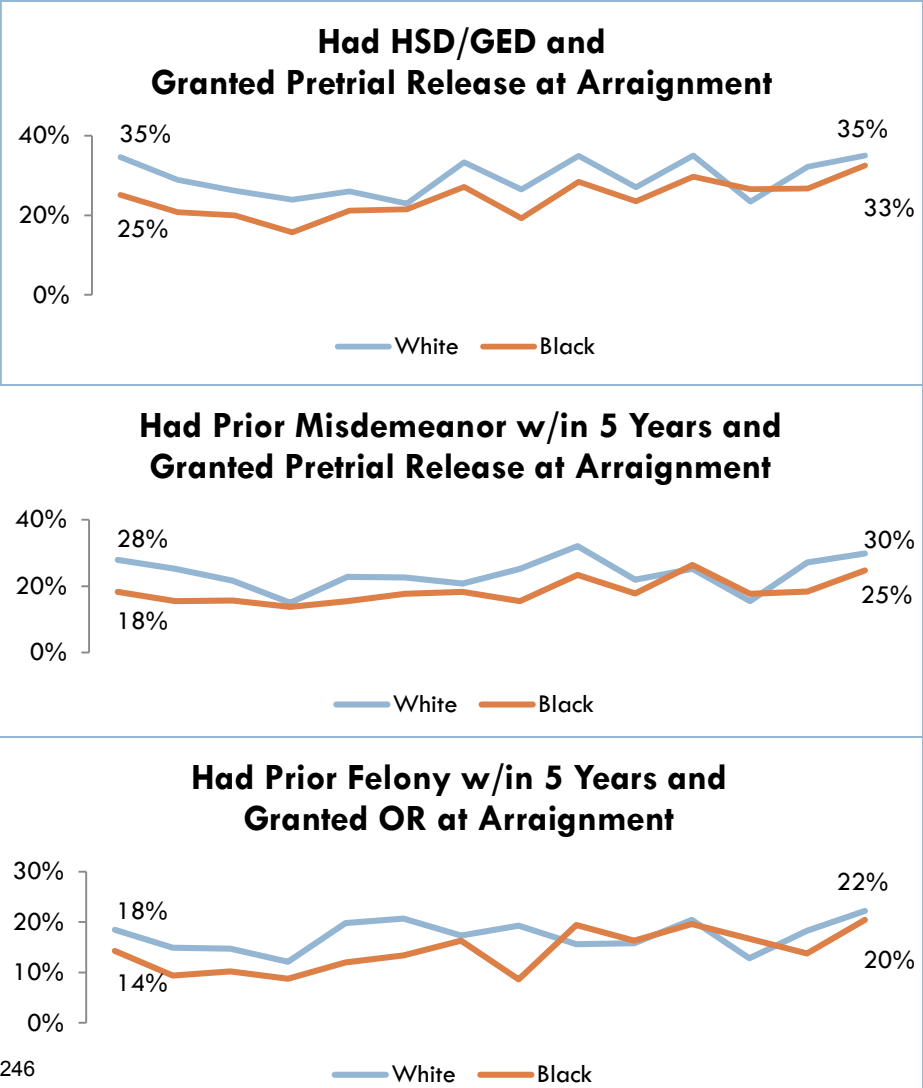 Had HSD/GED and
Granted Pretrial Release at Arraignment
40%
35%
35%
20%
25%
33%
0%
White Black
Had Prior Misdemeanor w/in 5 Years and
Granted Pretrial Release at Arraignment
40%
28%
30%
20%
18%
25%
0%
White Black
Had Prior Felony w/in 5 Years and
Granted OR at Arraignment
30%
22%
18%
20%
10%
14%
20%
0%
246
White Black